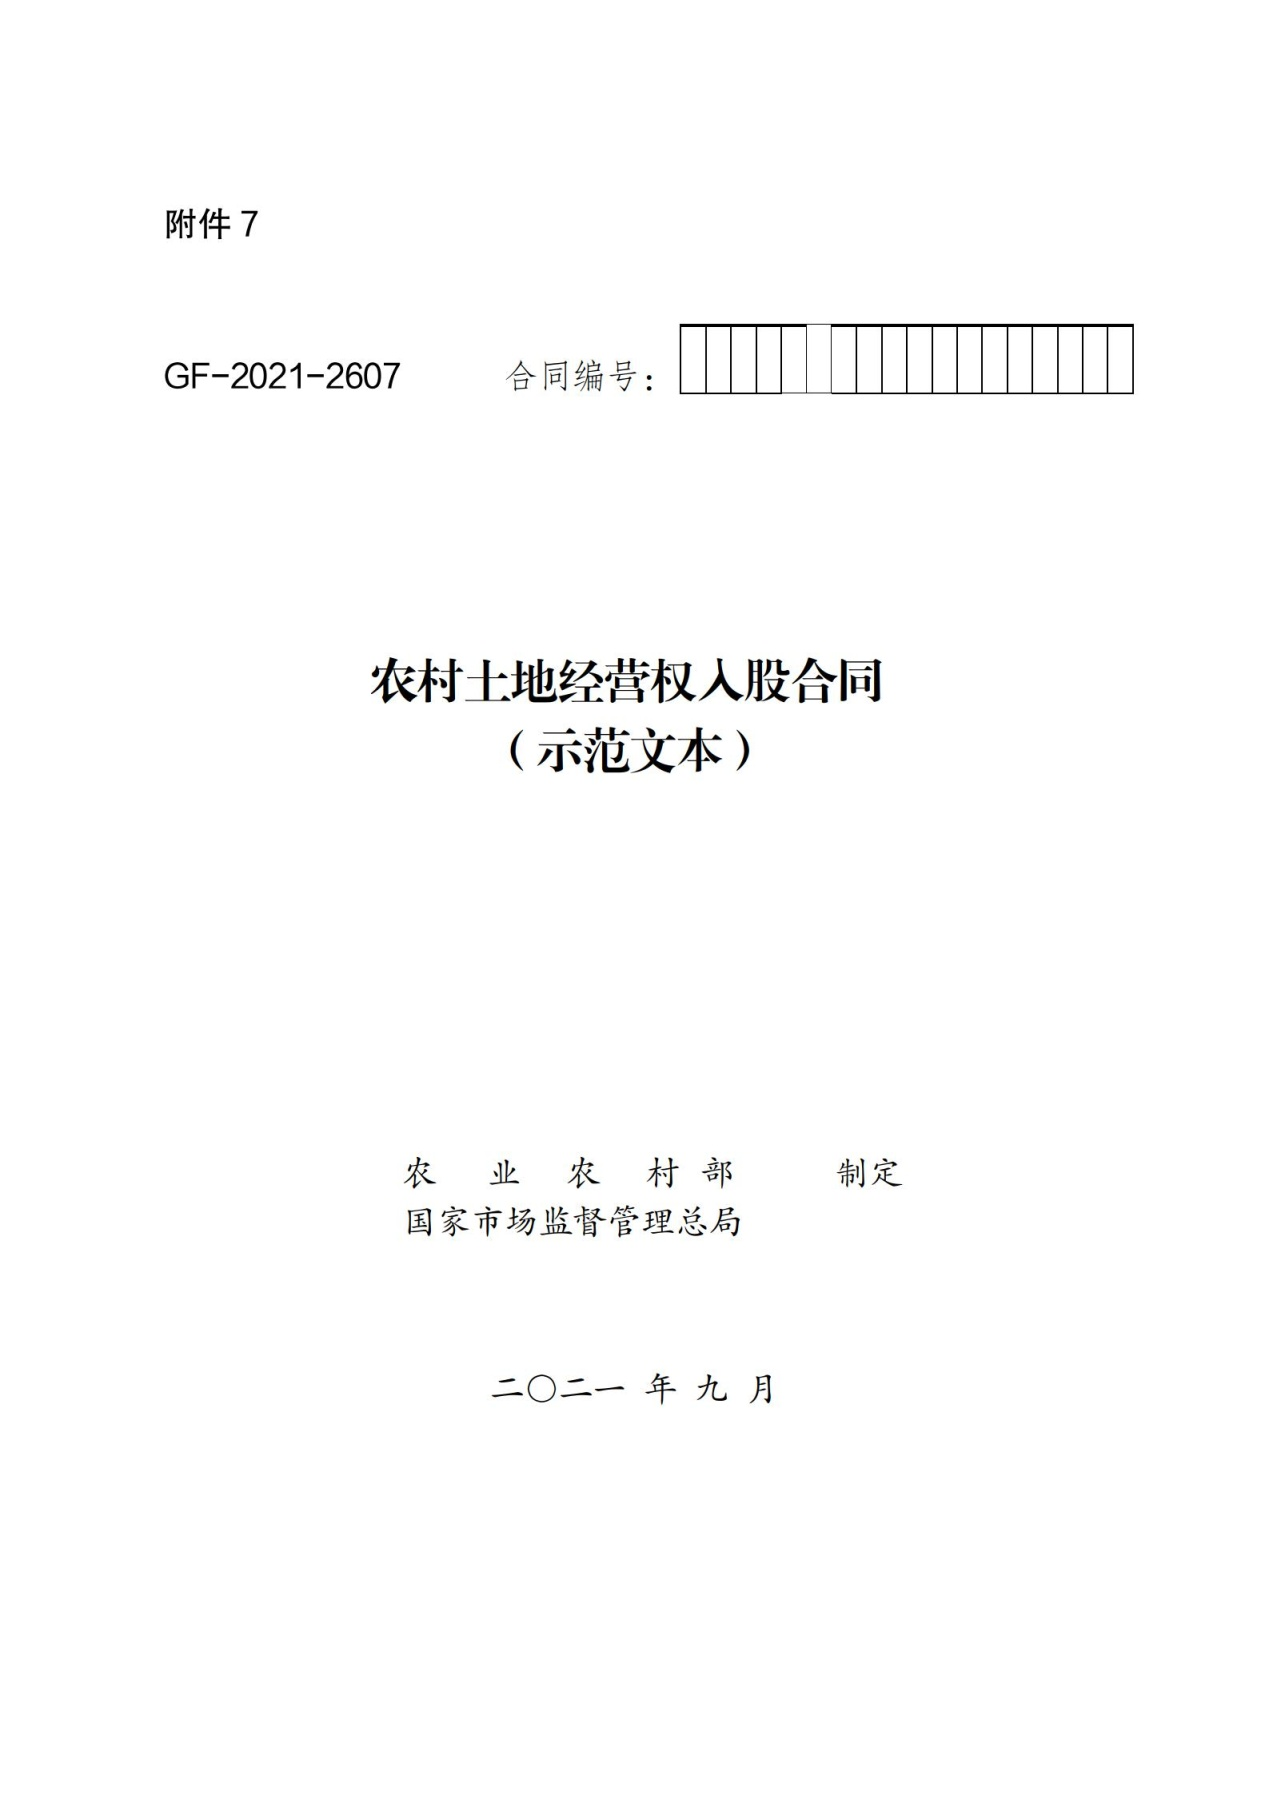 附件 7
GF-2021-2607 合同编号：
农村土地经营权入股合同
（示范文本）
农业农村部 制定
国家市场监督管理总局
二〇二一 年 九 月